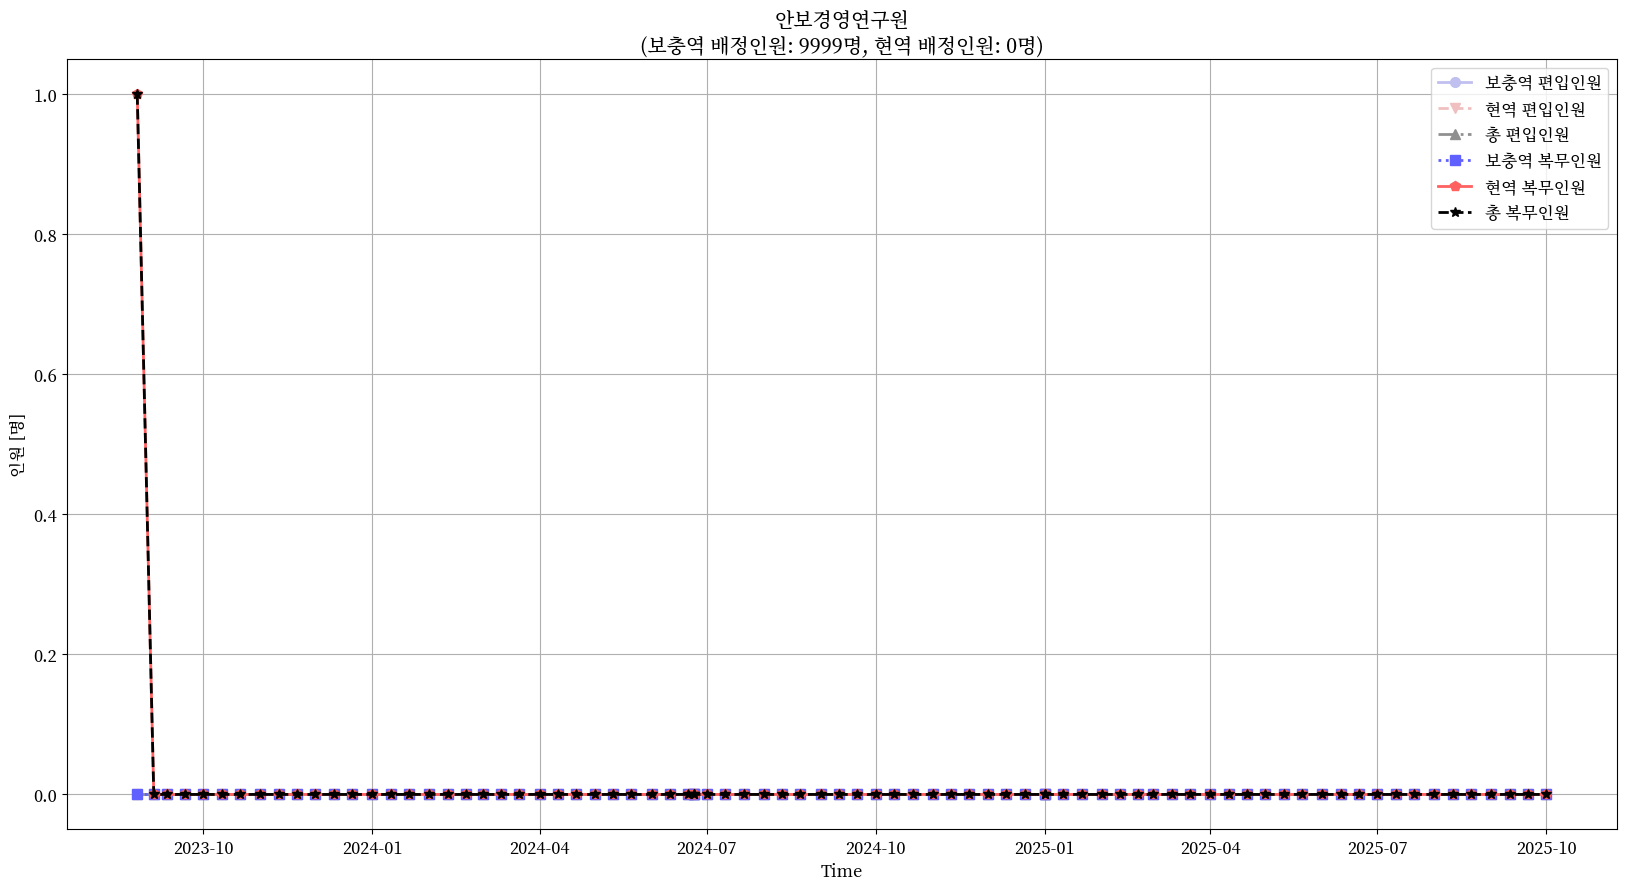 안보경영연구원
(보충역 배정인원: 9999명, 현역 배정인원: 0명)
보충역 편입인원
현역 편입인원
총 편입인원
보충역 복무인원
현역 복무인원
총 복무인원
인원 [명]
1.0
0.8
0.6
0.4
0.2
0.0
2023-10
2024-01
2024-04
2024-07
2024-10
2025-01
2025-04
2025-07
2025-10
Time